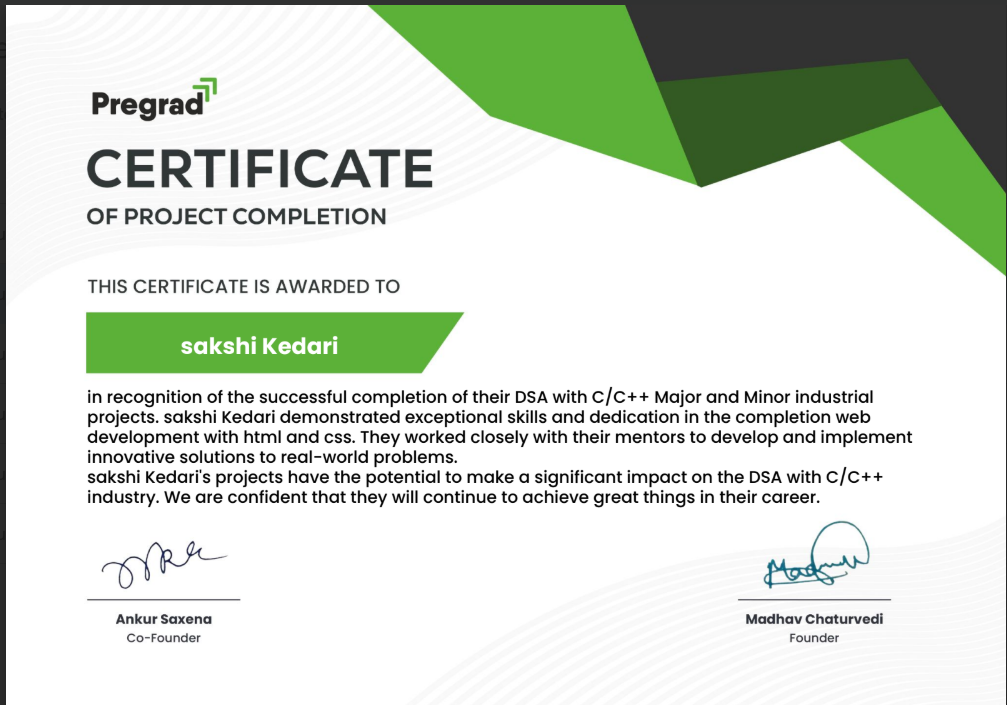 Pregrad
CERTIFICATE
OF PROJECT COMPLETION
THIS CERTIFICATE IS AWARDED TO
sakshi Kedari
in recognition of the successful completion of their DSA with C/C++ Major and Minor industrial
projects. sakshi Kedari demonstrated exceptional skills and dedication in the completion web
development with html and css. They worked closely with their mentors to develop and implement
innovative solutions to real-world problems.
sakshi Kedari's projects have the potential to make a significant impact on the DSA with C/C++
industry. We are confident that they will continue to achieve great things in their career.
Ankur Saxena
Co-Founder
Madhav Chaturvedi
Founder